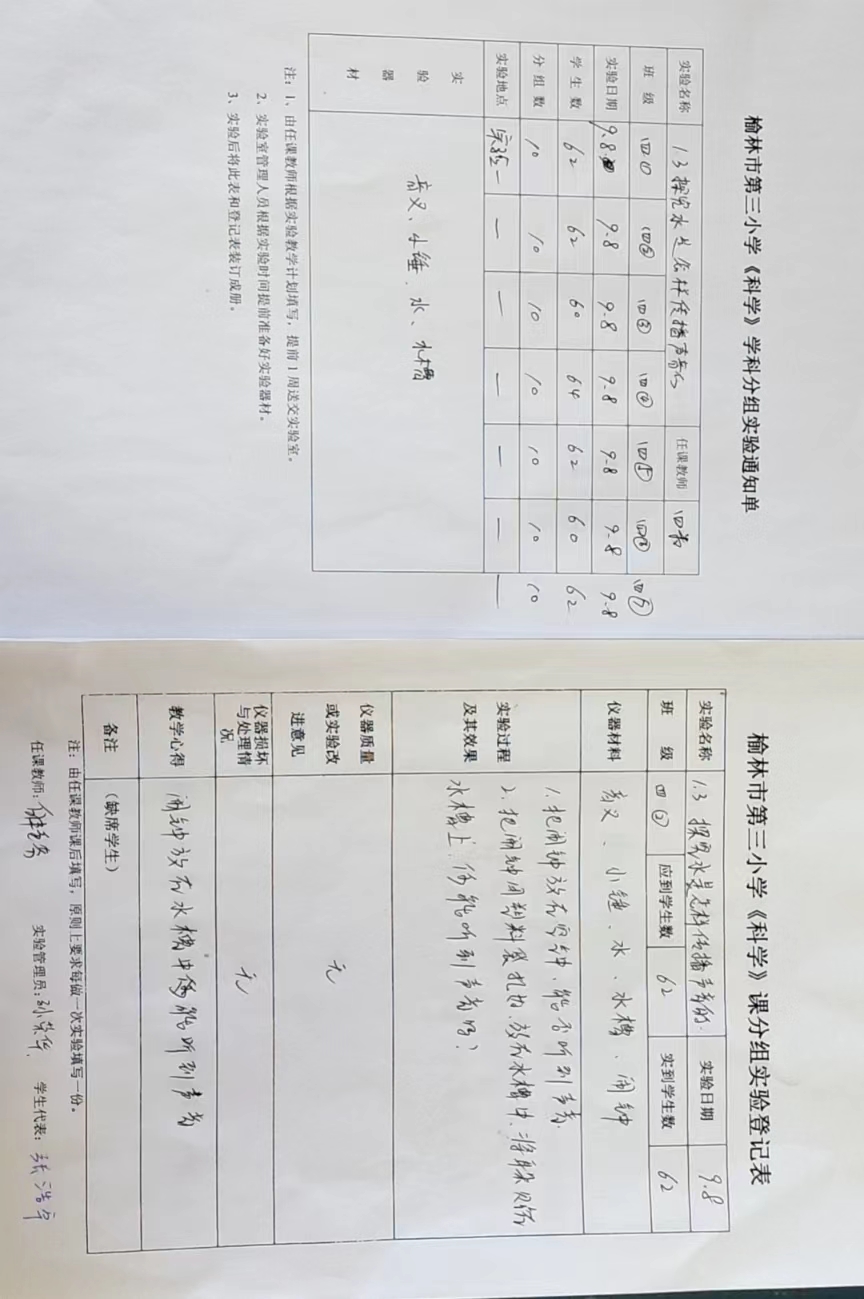 榆林市第三小学《科学》学科分组实验通知单
实验名称 1.3探究水是怎样传播声音的 任课教师
班 级 四① 四② 四③ 四④ 四⑤
实验日期 9.8 9.8 9.8 9.8 9.8 9.8 9.8
学生数 62 62 60 64 62 60 62
分组数 10 10 10 10 10 10 10
实验地点 实验一 一 一 一 一 一 一
实验器材 音叉、小锤、水、水槽
注：1、由任课教师根据实验教学计划填写，提前1周送交实验室。
2、实验室管理人员根据实验时间提前准备好实验器材。
3、实验后将此表和登记表装订成册。
榆林市第三小学《科学》课分组实验登记表
实验名称 1.3 探究水是怎样传播声音的. 实验日期 9.8
班 级 四② 应到学生数 62 实到学生数 62
仪器材料 音叉、小锤、水、水槽、闹钟
实验过程及其效果
1.把闹钟放在 能否听到声音.
2.把闹钟用塑料袋扎好.放在水槽中.将耳朵贴在
水槽上.仍能听到声音吗？
仪器质量或实验改进意见 无
仪器损坏与处理情况 无
教学心得 闹钟放在水槽中仍能听到声音
备注 （缺席学生）
注：由任课教师课后填写，原则上要求每做一次实验填写一份。
任课教师: 实验管理员:孙荣华 学生代表: 张浩宇